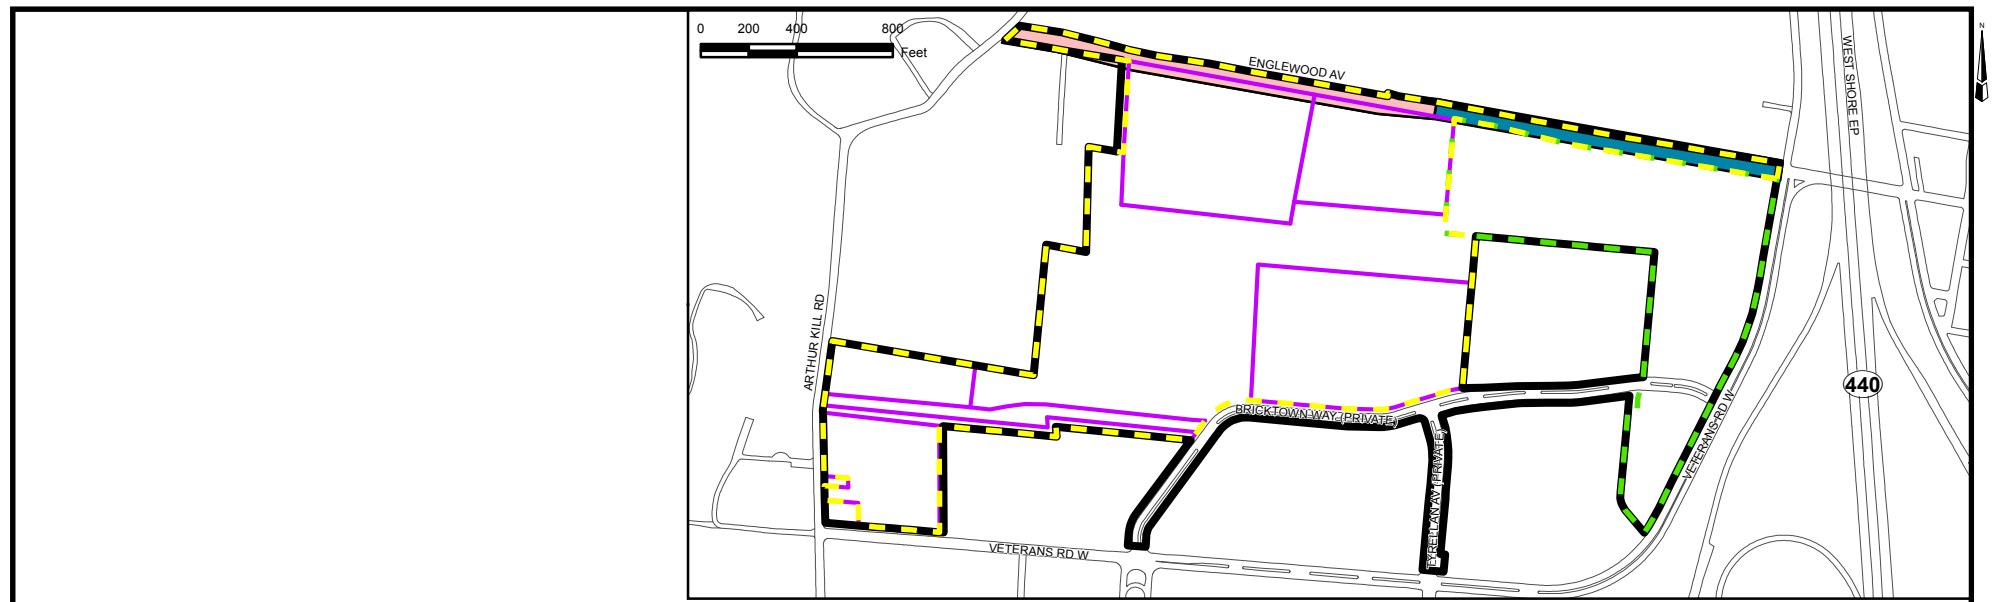 0 200 400 800
Feet
N
ENGLEWOOD AV
WEST SHORE EP
ARTHUR KILL RD
440
BRICKTOWN WAY (PRIVATE)
TYRELLAN AV (PRIVATE)
VETERANS RD W
VETERANS RD W